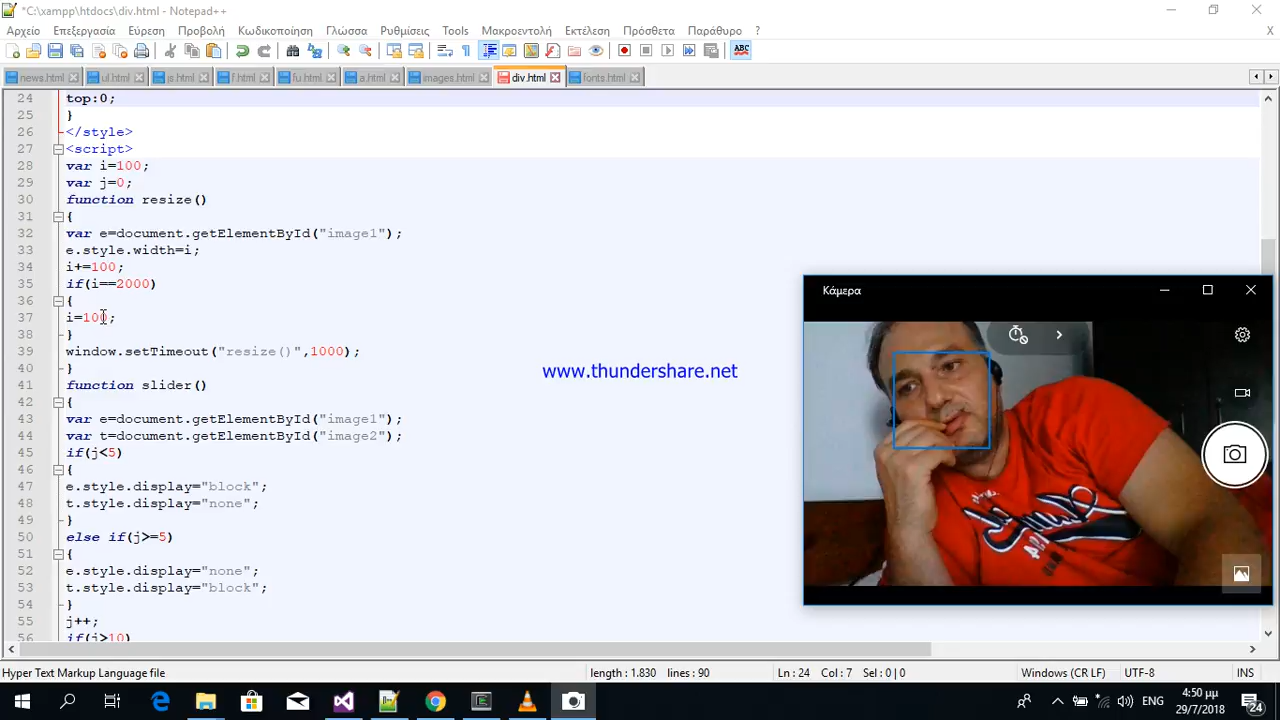 *C:\xampp\htdocs\div.html - Notepad++
Αρχείο Επεξεργασία Εύρεση Προβολή Κωδικοποίηση Γλώσσα Ρυθμίσεις Tools Μακροεντολή Εκτέλεση Πρόσθετα Παράθυρο ? X
ABC
news.html ul.html js.html f.html fu.html a.html images.html div.html fonts.html
24 top:0;
25 }
26 </style>
27 <script>
28 var i=100;
29 var j=0;
30 function resize()
31 {
32 var e=document.getElementById("image1");
33 e.style.width=i;
34 i+=100;
35 if(i==2000)
36 {
37 i=100;
38 }
39 window.setTimeout("resize()",1000);
40 }
41 function slider()
42 {
43 var e=document.getElementById("image1");
44 var t=document.getElementById("image2");
45 if(j<5)
46 {
47 e.style.display="block";
48 t.style.display="none";
49 }
50 else if(j>=5)
51 {
52 e.style.display="none";
53 t.style.display="block";
54 }
55 j++;
56 if(j>10)
Κάμερα
www.thundershare.net
Hyper Text Markup Language file length : 1.830 lines : 90 Ln : 24 Col : 7 Sel : 0 | 0 Windows (CR LF) UTF-8 INS
ENG 4:50 μμ
29/7/2018 24